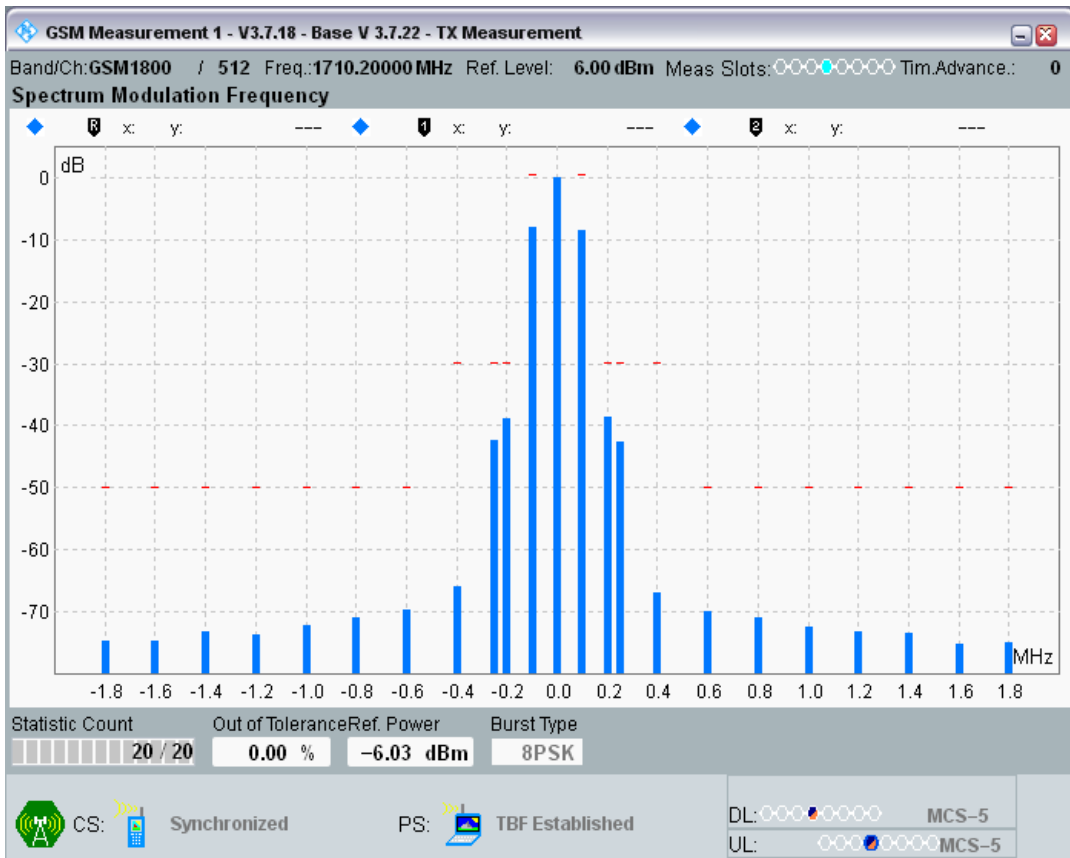 GSM Measurement 1 - V3.7.18 - Base V 3.7.22 - TX Measurement
Band/Ch:GSM1800 / 512 Freq.:1710.20000 MHz Ref. Level: 6.00 dBm Meas Slots: Tim.Advance.: 0
Spectrum Modulation Frequency
R x: y: --- 1 x: y: --- 2 x: y: ---
dB
0
-10
-20
-30
-40
-50
-60
-70
MHz
-1.8 -1.6 -1.4 -1.2 -1.0 -0.8 -0.6 -0.4 -0.2 0.0 0.2 0.4 0.6 0.8 1.0 1.2 1.4 1.6 1.8
Statistic Count Out of Tolerance Ref. Power Burst Type
20 / 20 0.00 % -6.03 dBm 8PSK
CS: Synchronized PS: TBF Established
DL: MCS-5
UL: MCS-5